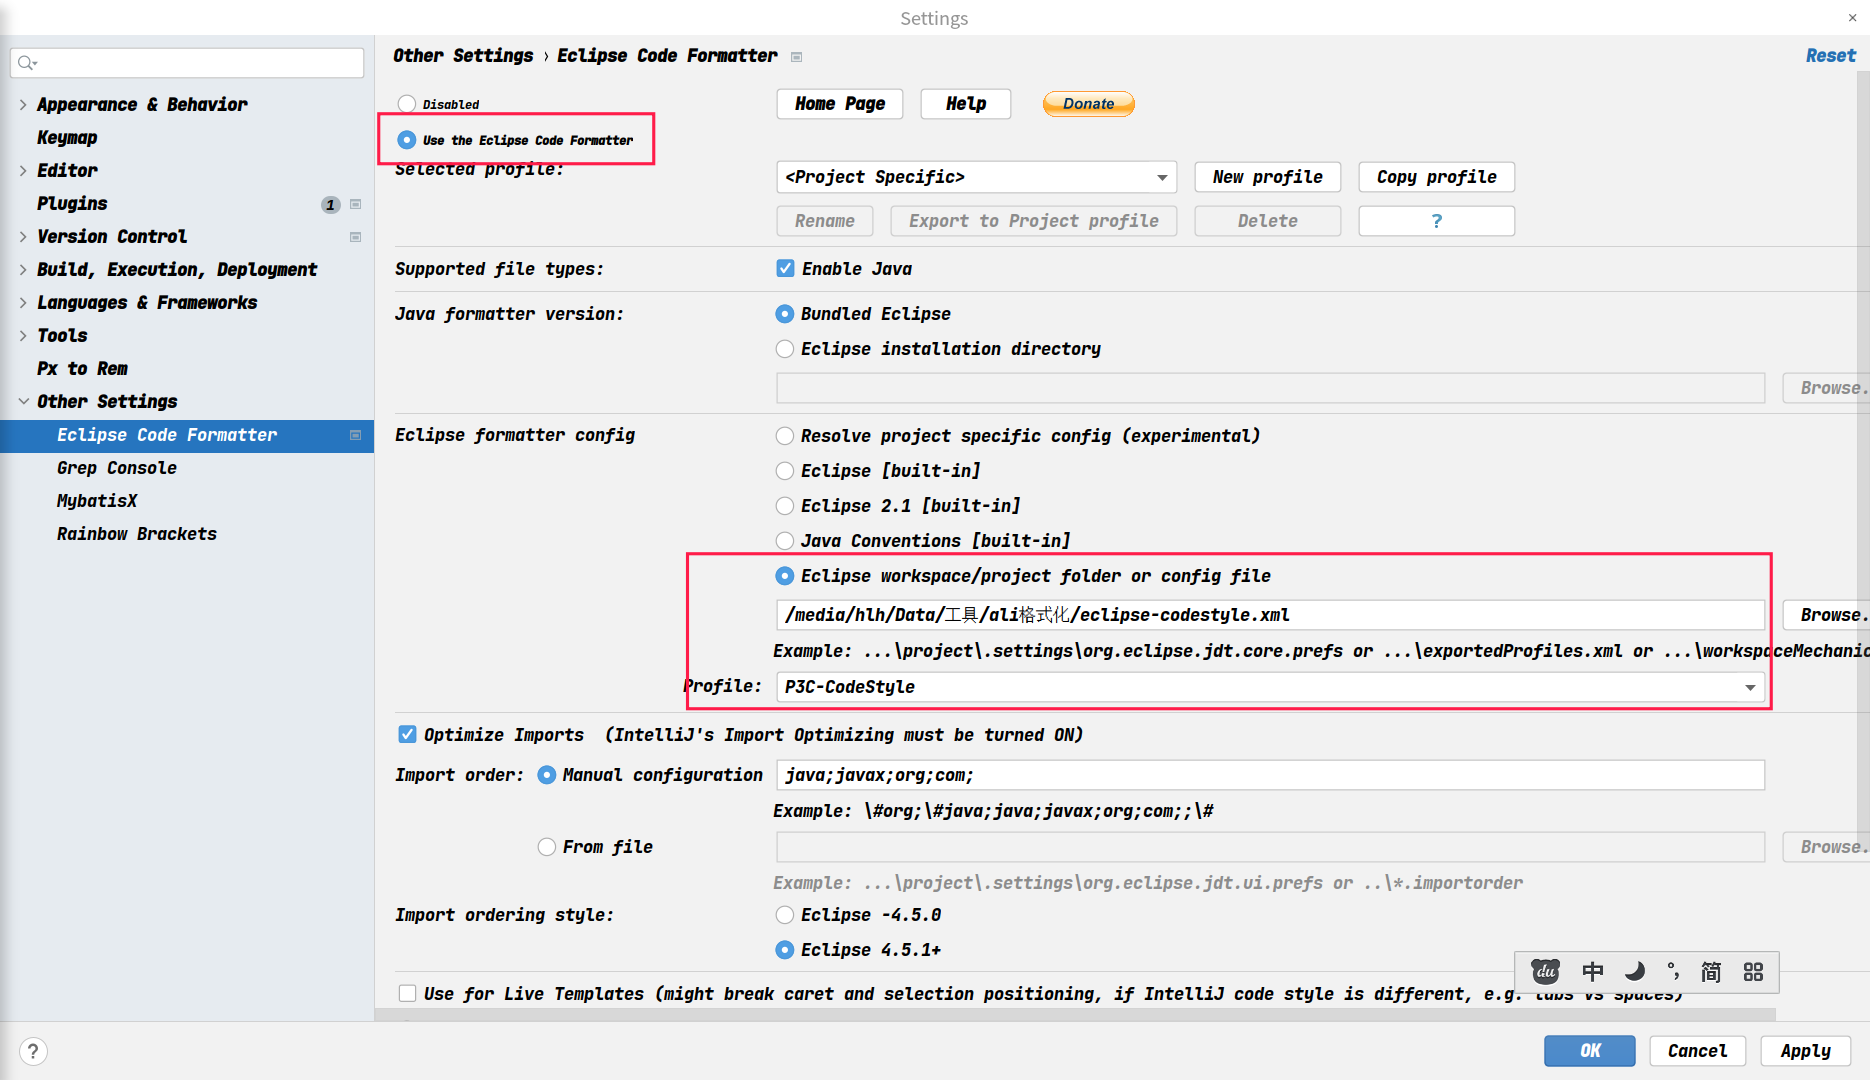 Settings
×
Other Settings › Eclipse Code Formatter
Reset
Appearance & Behavior
Keymap
Editor
Plugins 1
Version Control
Build, Execution, Deployment
Languages & Frameworks
Tools
Px to Rem
Other Settings
Eclipse Code Formatter
Grep Console
MybatisX
Rainbow Brackets
Disabled
Home Page
Help
Donate
Use the Eclipse Code Formatter
Selected profile:
<Project Specific>
New profile
Copy profile
Rename
Export to Project profile
Delete
?
Supported file types:
Enable Java
Java formatter version:
Bundled Eclipse
Eclipse installation directory
Browse.
Eclipse formatter config
Resolve project specific config (experimental)
Eclipse [built-in]
Eclipse 2.1 [built-in]
Java Conventions [built-in]
Eclipse workspace/project folder or config file
/media/hlh/Data/工具/ali格式化/eclipse-codestyle.xml
Browse.
Example: ...\project\.settings\org.eclipse.jdt.core.prefs or ...\exportedProfiles.xml or ...\workspaceMechanic
Profile:
P3C-CodeStyle
Optimize Imports (IntelliJ's Import Optimizing must be turned ON)
Import order:
Manual configuration
java;javax;org;com;
Example: \#org;\#java;java;javax;org;com;;\#
From file
Browse.
Example: ...\project\.settings\org.eclipse.jdt.ui.prefs or ..\*.importorder
Import ordering style:
Eclipse -4.5.0
Eclipse 4.5.1+
du 中 °, 简
Use for Live Templates (might break caret and selection positioning, if IntelliJ code style is different, e.g. tabs vs spaces)
?
OK
Cancel
Apply